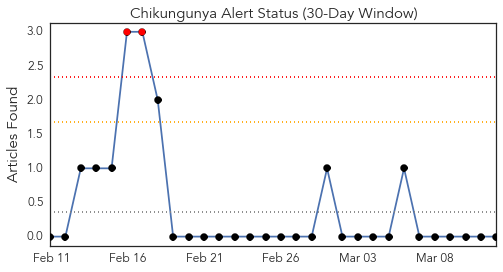 Chikungunya Alert Status (30-Day Window)
Articles Found
3.0
2.5
2.0
1.5
1.0
0.5
0.0
Feb 11 Feb 16 Feb 21 Feb 26 Mar 03 Mar 08